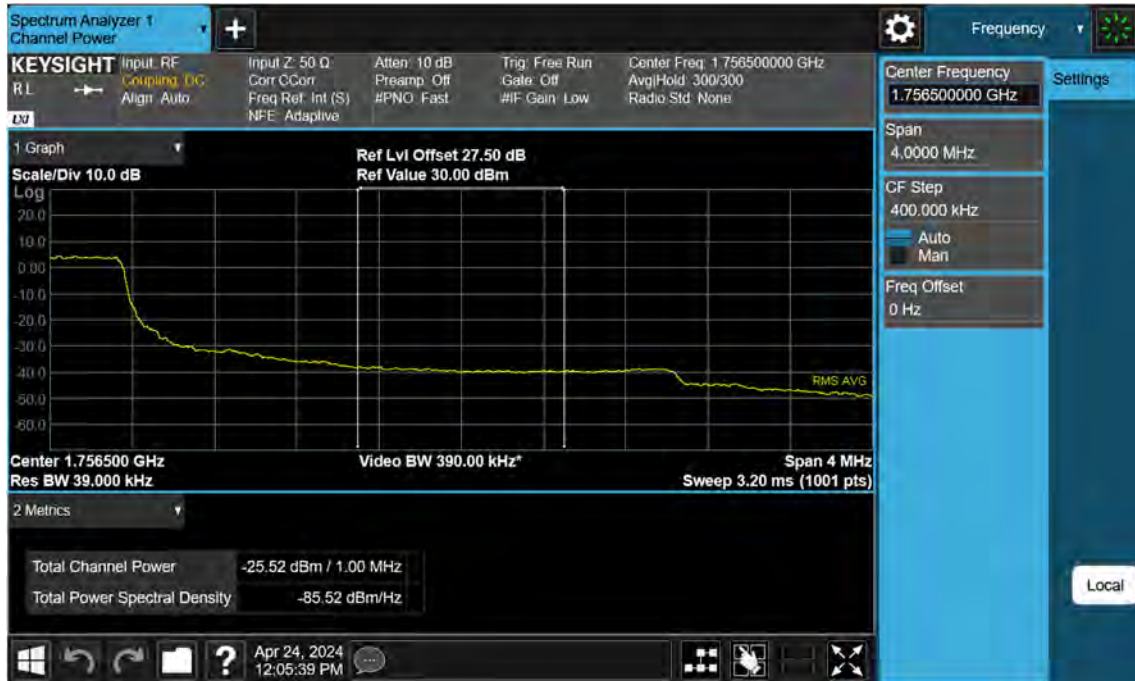 Spectrum Analyzer 1
Channel Power
+
Frequency
KEYSIGHT
RL
LXI
Input: RF
Coupling: DC
Align: Auto
Input Z: 50 Ω
Corr CCorr
Freq Ref: Int (S)
NFE: Adaptive
Atten: 10 dB
Preamp: Off
#PNO: Fast
Trig: Free Run
Gate: Off
#IF Gain: Low
Center Freq: 1.756500000 GHz
Avg|Hold: 300/300
Radio Std: None
Center Frequency
1.756500000 GHz
Settings
Span
4.0000 MHz
CF Step
400.000 kHz
Auto
Man
Freq Offset
0 Hz
1 Graph
Scale/Div 10.0 dB
Ref Lvl Offset 27.50 dB
Ref Value 30.00 dBm
Log
20.0
10.0
0.00
-10.0
-20.0
-30.0
-40.0
-50.0
-60.0
RMS AVG
Center 1.756500 GHz
Video BW 390.00 kHz*
Span 4 MHz
Res BW 39.000 kHz
Sweep 3.20 ms (1001 pts)
2 Metrics
Total Channel Power -25.52 dBm / 1.00 MHz
Total Power Spectral Density -85.52 dBm/Hz
Local
?
Apr 24, 2024
12:05:39 PM